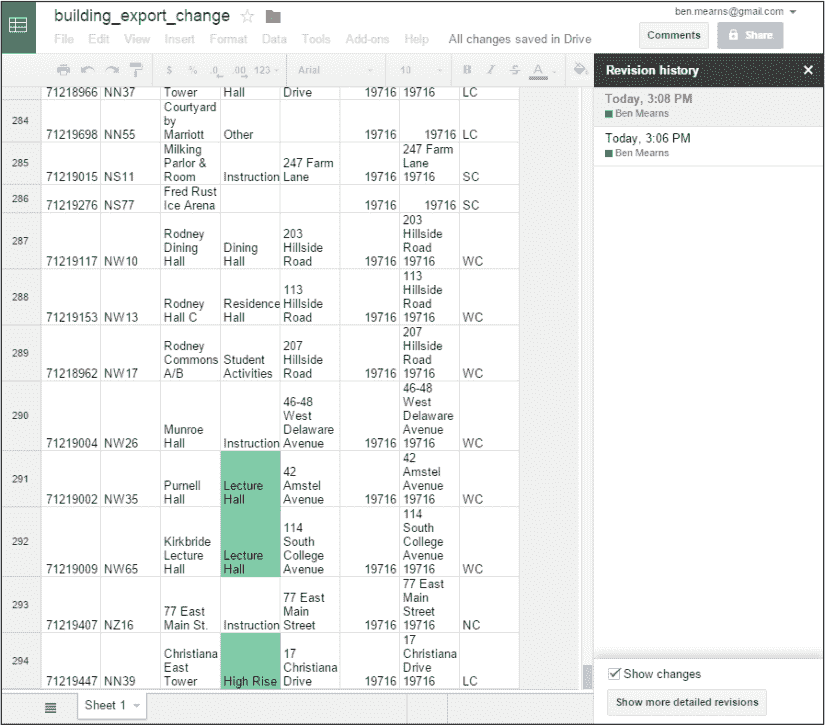 building_export_change
ben.mearns@gmail.com
File Edit View Insert Format Data Tools Add-ons Help All changes saved in Drive
Comments
Share
$ % .0 .00 123 Arial 10 B I S A
Revision history
Today, 3:08 PM
Ben Mearns
Today, 3:06 PM
Ben Mearns
71218966 NN37 Tower Hall Drive 19716 19716 LC
284
Courtyard
by
Marriott
71219698 NN55 Other 19716 19716 LC
285
Milking
Parlor &
Room
71219015 NS11 Instruction
247 Farm
Lane
19716
247 Farm
Lane
19716
SC
286
Fred Rust
Ice Arena
71219276 NS77 19716 19716 SC
287
71219117 NW10
Rodney
Dining
Hall
Dining
Hall
203
Hillside
Road
19716
203
Hillside
Road
19716
WC
288
71219153 NW13
Rodney
Hall C
Residence
Hall
113
Hillside
Road
19716
113
Hillside
Road
19716
WC
289
71218962 NW17
Rodney
Commons
A/B
Student
Activities
207
Hillside
Road
19716
207
Hillside
Road
19716
WC
290
71219004 NW26
Munroe
Hall
Instruction
46-48
West
Delaware
Avenue
19716
46-48
West
Delaware
Avenue
19716
WC
291
71219002 NW35
Purnell
Hall
Lecture
Hall
42
Amstel
Avenue
19716
42
Amstel
Avenue
19716
WC
292
71219009 NW65
Kirkbride
Lecture
Hall
Lecture
Hall
114
South
College
Avenue
19716
114
South
College
Avenue
19716
WC
293
71219407 NZ16
77 East
Main St.
Instruction
77 East
Main
Street
19716
77 East
Main
Street
19716
NC
294
71219447 NN39
Christiana
East
Tower
High Rise
17
Christiana
Drive
19716
17
Christiana
Drive
19716
LC
Show changes
Show more detailed revisions
Sheet 1